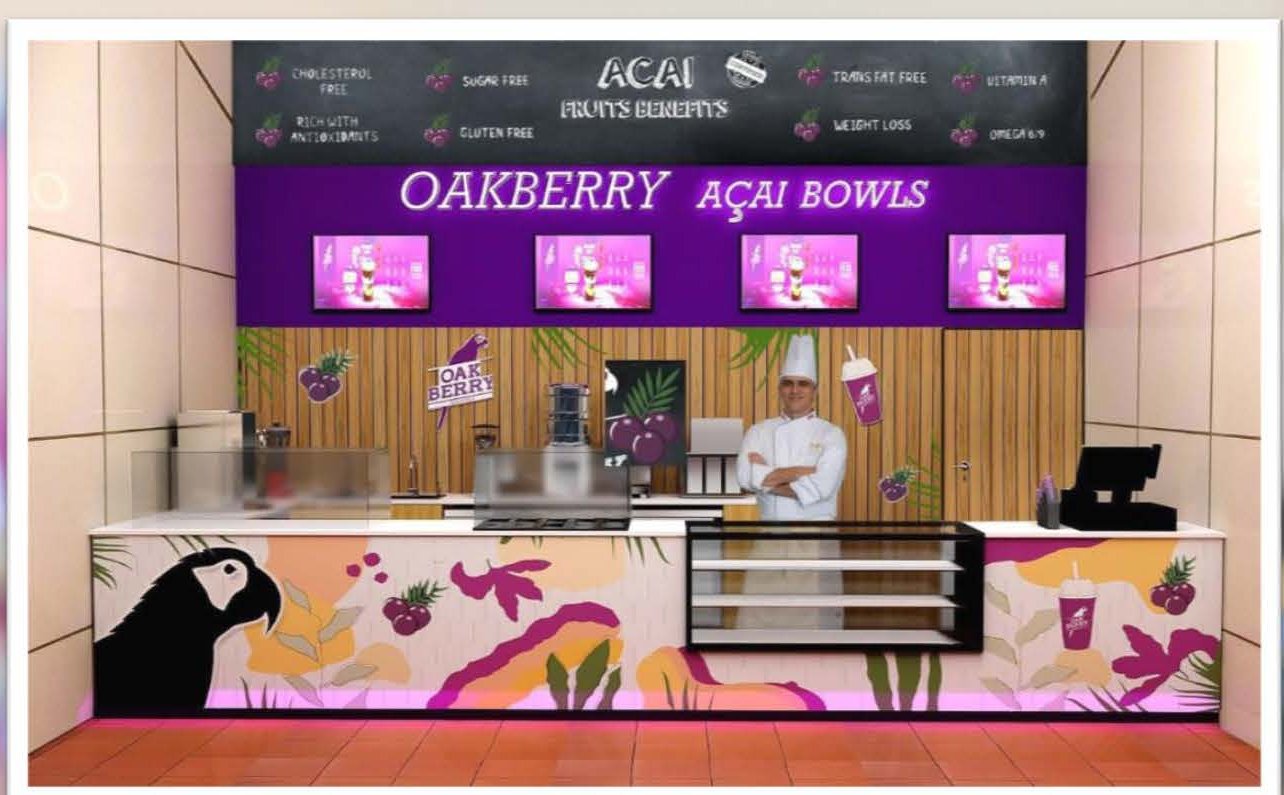 CHOLESTEROL
FREE
SUGAR FREE
ACAI
FRUITS BENEFITS
TRANS FAT FREE
VITAMIN A
RICH WITH
ANTIOXIDANTS
GLUTEN FREE
WEIGHT LOSS
OMEGA 6/9
OAKBERRY AÇAI BOWLS
OAK
BERRY